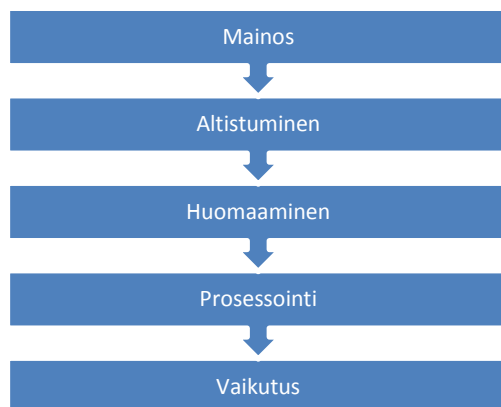 Mainos
Altistuminen
Huomaaminen
Prosessointi
Vaikutus